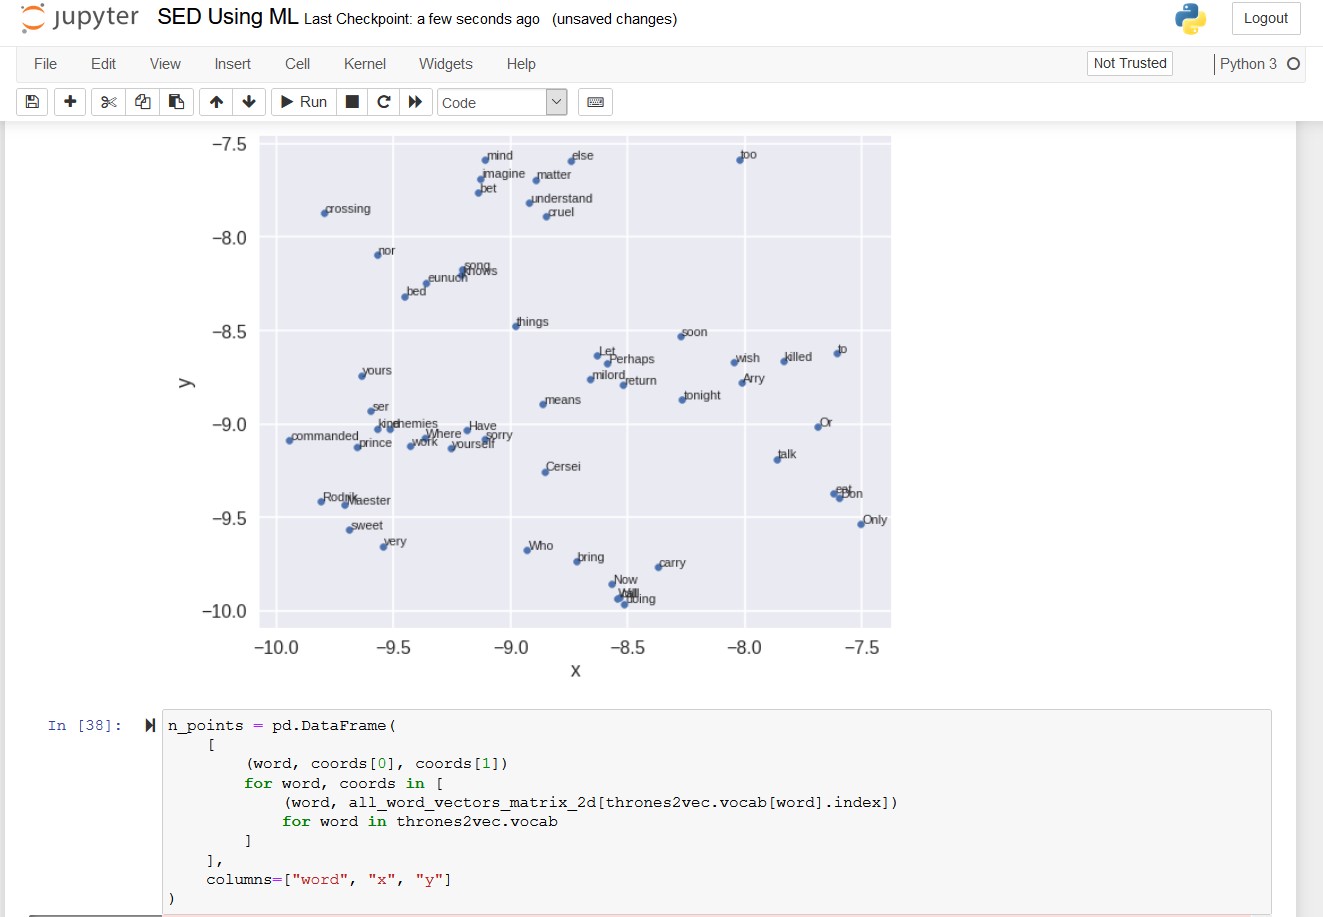 jupyter SED Using ML Last Checkpoint: a few seconds ago (unsaved changes) Logout
File Edit View Insert Cell Kernel Widgets Help Not Trusted Python 3
Run Code
−7.5
mind else too
imagine matter
bet
understand
crossing cruel
−8.0
nor
song
knows
eunuch
bed
things
−8.5
soon
Let
Perhaps wish killed to
yours milord return Arry
tonight
means
ser
y
−9.0
kind enemies Have Or
commanded Where sorry
prince work yourself
talk
Cersei
eat
Don
Rodrik Maester
−9.5
Only
sweet
very Who
bring
carry
Now
doing
−10.0
−10.0 −9.5 −9.0 −8.5 −8.0 −7.5
x
In [38]: n_points = pd.DataFrame(
[
(word, coords[0], coords[1])
for word, coords in [
(word, all_word_vectors_matrix_2d[thrones2vec.vocab[word].index])
for word in thrones2vec.vocab
]
],
columns=["word", "x", "y"]
)